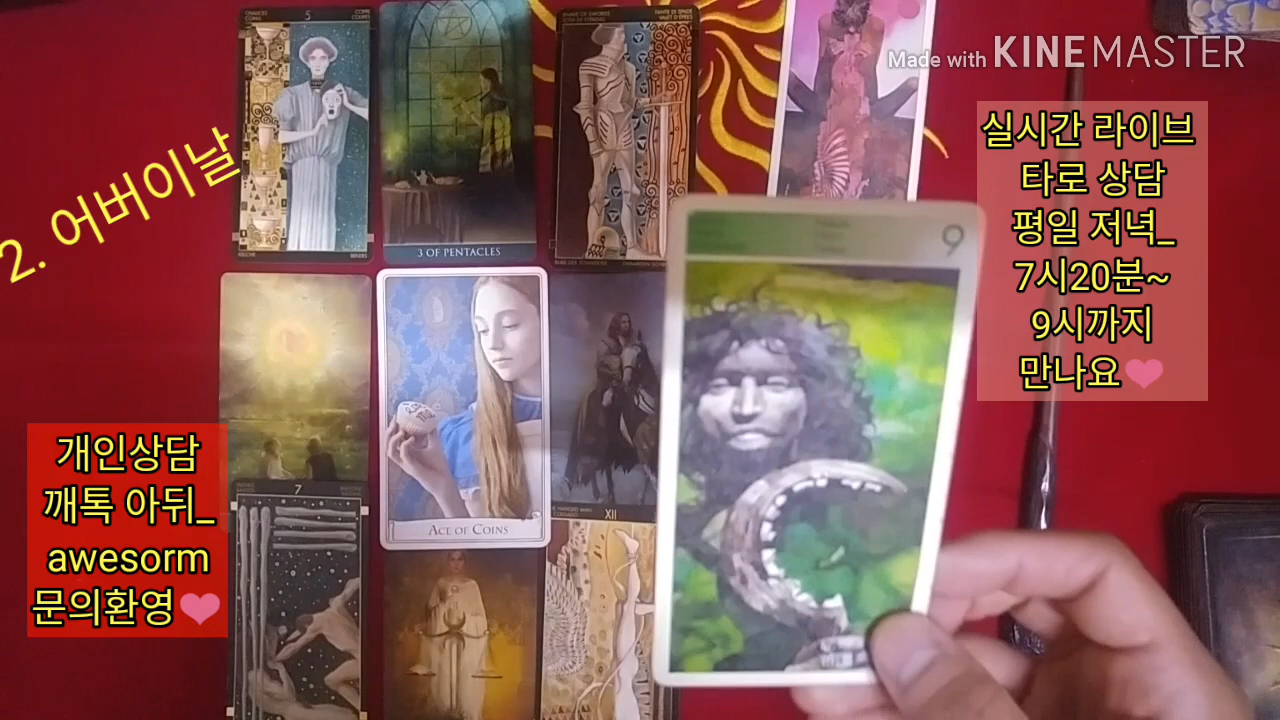 Made with KINEMASTER
2. 어버이날
실시간 라이브
타로 상담
평일 저녁_
7시20분~
9시까지
만나요❤
개인상담
깨톡 아뒤_
awesorm
문의환영❤
5
3 OF PENTACLES
9
ACE OF COINS
XII
7